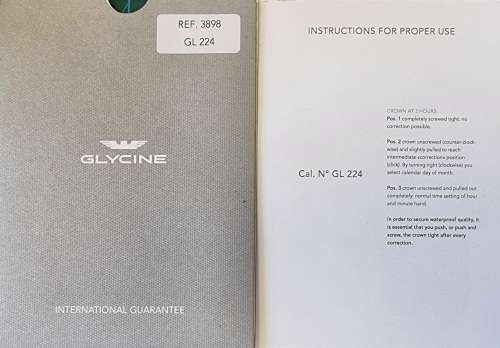 REF. 3898
GL 224
GLYCINE
INTERNATIONAL GUARANTEE
INSTRUCTIONS FOR PROPER USE
Cal. N° GL 224
CROWN AT 3 HOURS:
Pos. 1 completely screwed tight: no
correction possible.
Pos. 2 crown unscrewed (counter-clock-
wise) and slightly pulled to reach
intermediate (corrections) position
(click). By turning right (clockwise) you
select calendar day of month.
Pos. 3 crown unscrewed and pulled out
completely: normal time setting of hour
and minute hand.
In order to secure waterproof quality, it
is essential that you push, or push and
screw, the crown tight after every
correction.